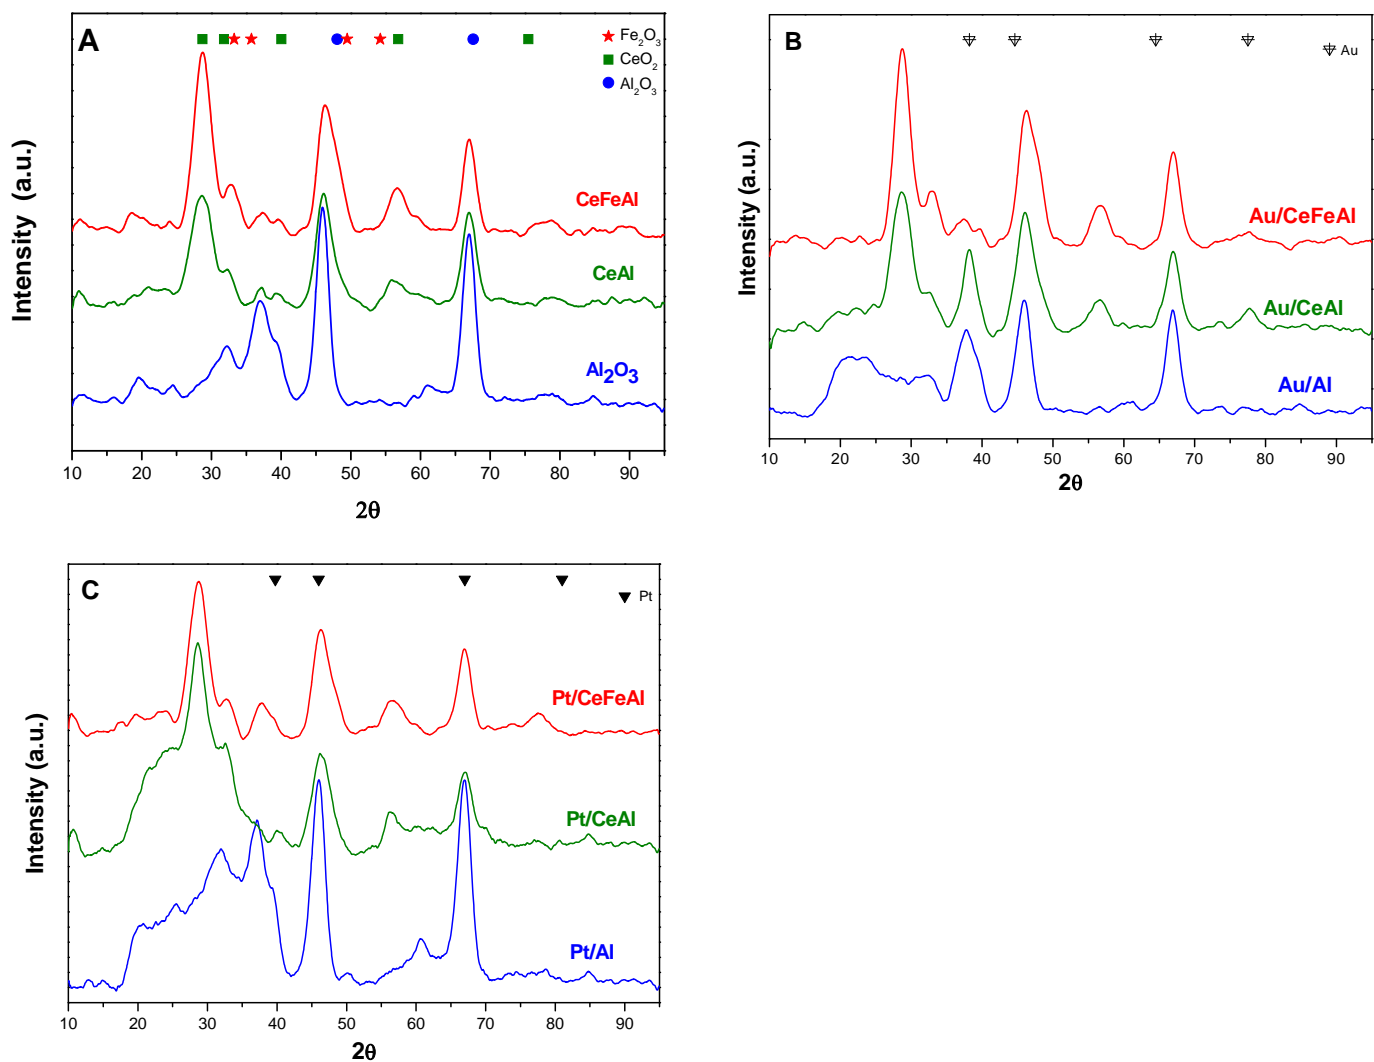 A
Fe2O3
CeO2
Al2O3
CeFeAl
CeAl
Al2O3
Intensity (a.u.)
10 20 30 40 50 60 70 80 90
2θ
B
Au
Au/CeFeAl
Au/CeAl
Au/Al
Intensity (a.u.)
10 20 30 40 50 60 70 80 90
2θ
C
Pt
Pt/CeFeAl
Pt/CeAl
Pt/Al
Intensity (a.u.)
10 20 30 40 50 60 70 80 90
2θ